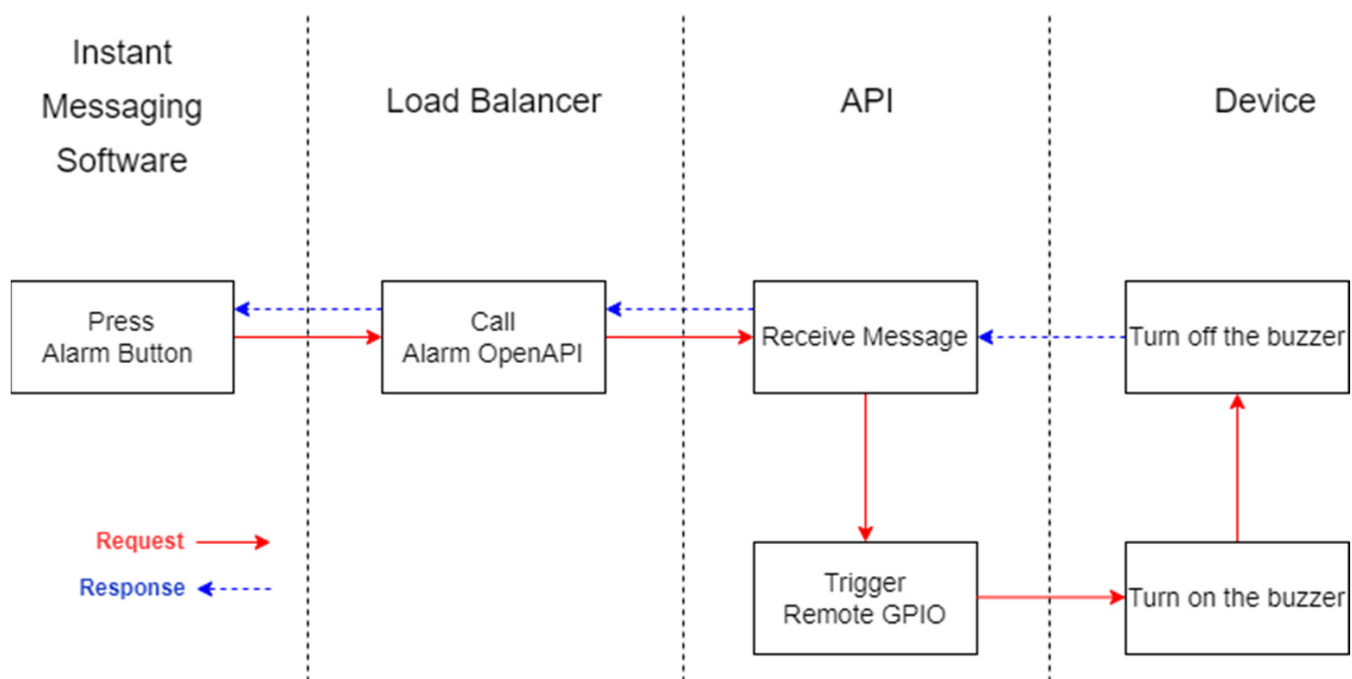 Instant
Messaging
Software
Load Balancer
API
Device
Press
Alarm Button
Call
Alarm OpenAPI
Receive Message
Turn off the buzzer
Request
Response
Trigger
Remote GPIO
Turn on the buzzer